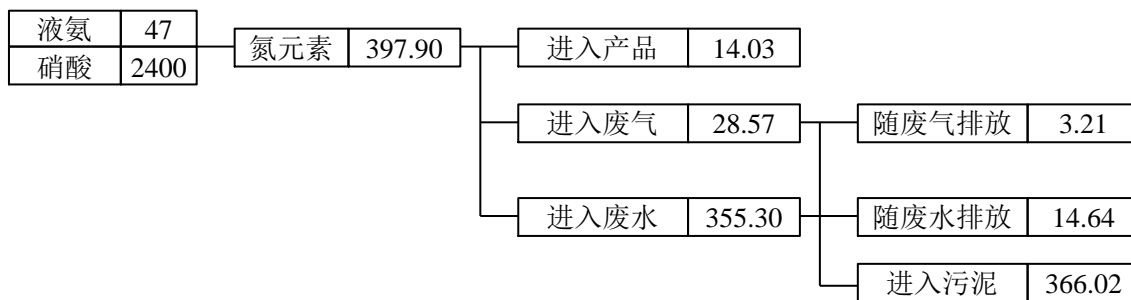 液氨 47
硝酸 2400
氮元素 397.90
进入产品 14.03
进入废气 28.57
随废气排放 3.21
进入废水 355.30
随废水排放 14.64
进入污泥 366.02